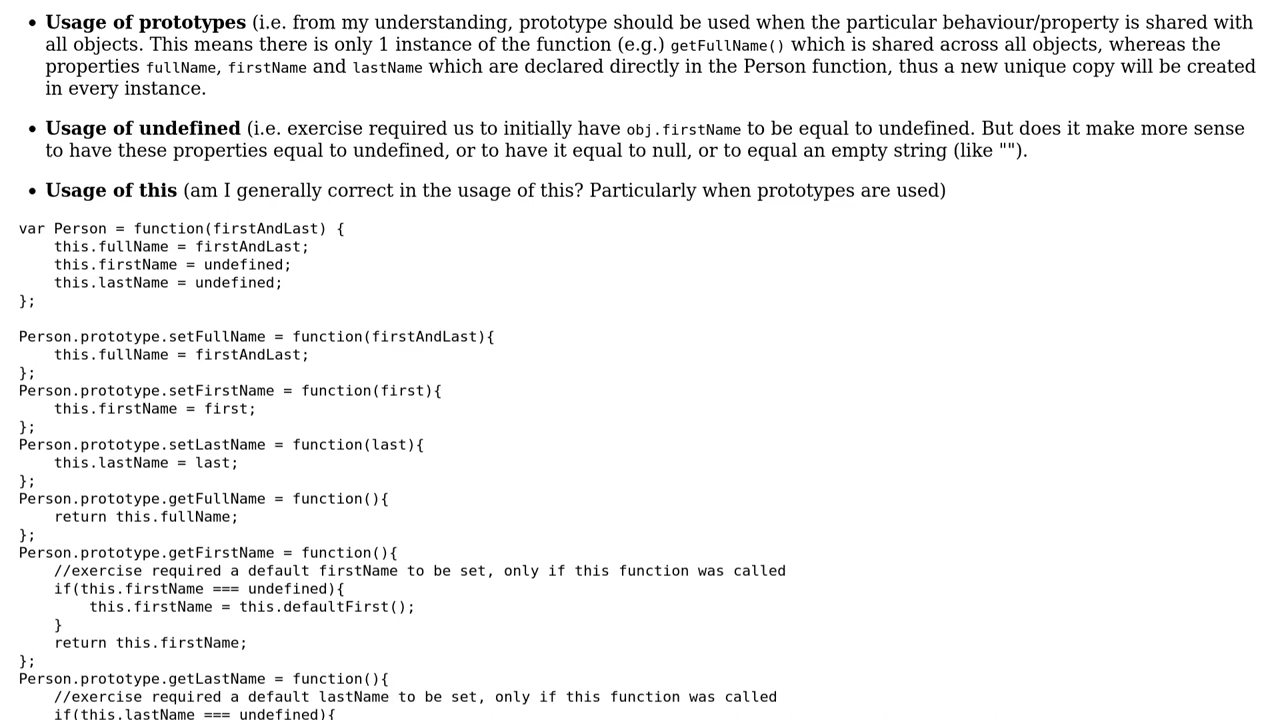 • Usage of prototypes (i.e. from my understanding, prototype should be used when the particular behaviour/property is shared with
all objects. This means there is only 1 instance of the function (e.g.) getFullName() which is shared across all objects, whereas the
properties fullName, firstName and lastName which are declared directly in the Person function, thus a new unique copy will be created
in every instance.
• Usage of undefined (i.e. exercise required us to initially have obj.firstName to be equal to undefined. But does it make more sense
to have these properties equal to undefined, or to have it equal to null, or to equal an empty string (like "").
• Usage of this (am I generally correct in the usage of this? Particularly when prototypes are used)
var Person = function(firstAndLast) {
    this.fullName = firstAndLast;
    this.firstName = undefined;
    this.lastName = undefined;
};

Person.prototype.setFullName = function(firstAndLast){
    this.fullName = firstAndLast;
};
Person.prototype.setFirstName = function(first){
    this.firstName = first;
};
Person.prototype.setLastName = function(last){
    this.lastName = last;
};
Person.prototype.getFullName = function(){
    return this.fullName;
};
Person.prototype.getFirstName = function(){
    //exercise required a default firstName to be set, only if this function was called
    if(this.firstName === undefined){
        this.firstName = this.defaultFirst();
    }
    return this.firstName;
};
Person.prototype.getLastName = function(){
    //exercise required a default lastName to be set, only if this function was called
    if(this.lastName === undefined){